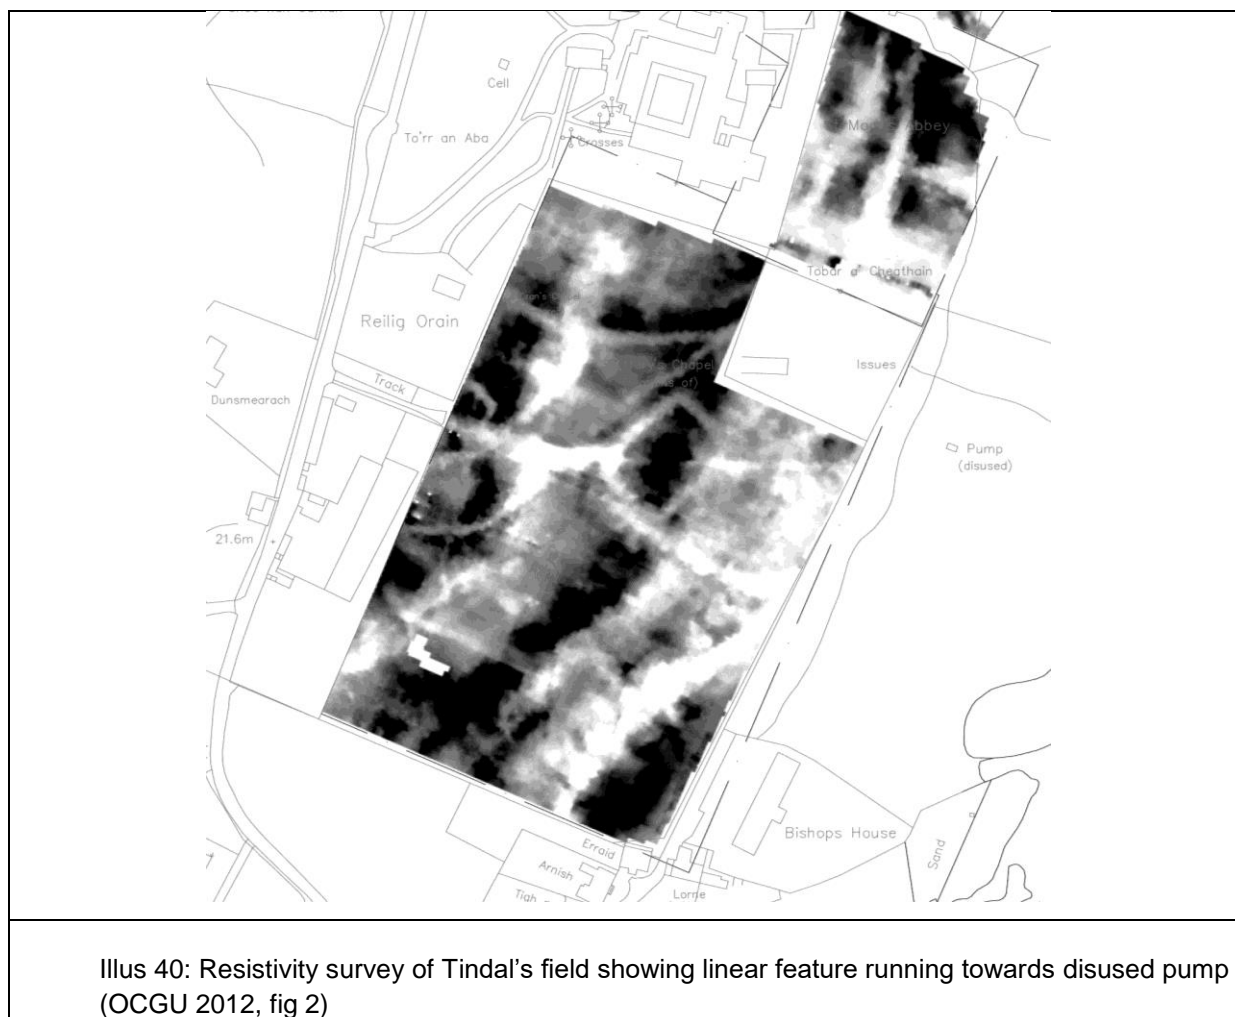 Cell
To'rr an Aba
Crosses
Abbey
Tobar a' Cheathain
Reilig Orain
Chapel
of)
Issues
Track
Dunsmearach
Pump
(disused)
21.6m
Bishops House
Erraid
Arnish
Sand
Tigh
Lorne
Illus 40: Resistivity survey of Tindal’s field showing linear feature running towards disused pump
(OCGU 2012, fig 2)